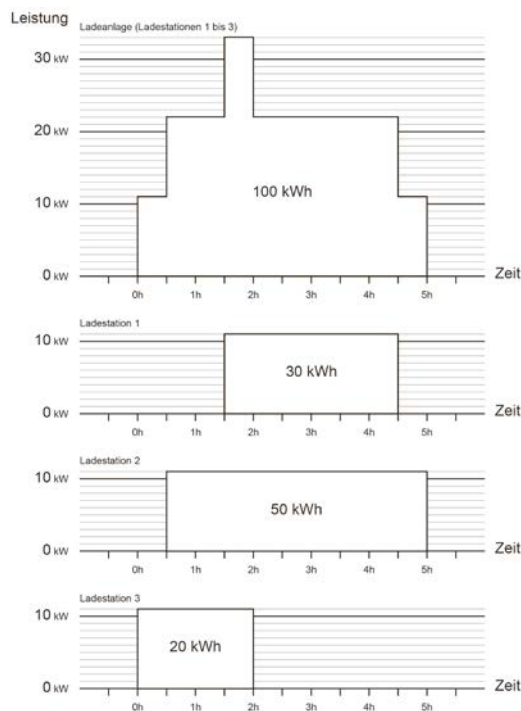 Leistung
Ladeanlage (Ladestationen 1 bis 3)
30 kW
20 kW
100 kWh
10 kW
0 kW
Zeit
0h 1h 2h 3h 4h 5h
Ladestation 1
10 kW
30 kWh
0 kW
Zeit
0h 1h 2h 3h 4h 5h
Ladestation 2
10 kW
50 kWh
0 kW
Zeit
0h 1h 2h 3h 4h 5h
Ladestation 3
10 kW
20 kWh
0 kW
Zeit
0h 1h 2h 3h 4h 5h